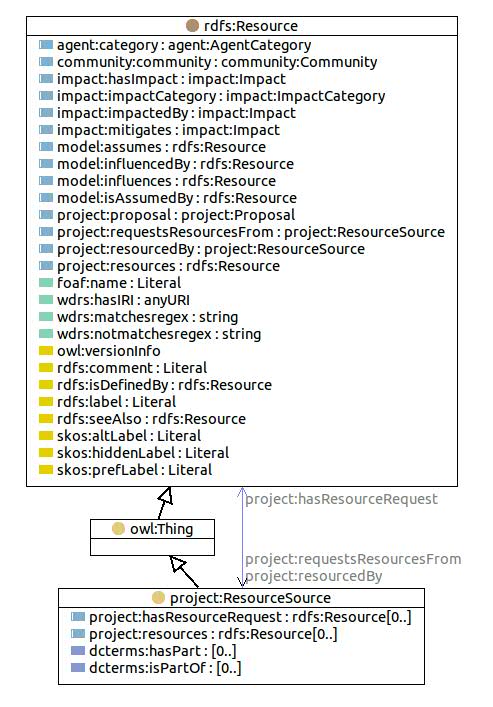 rdfs:Resource
agent:category : agent:AgentCategory
community:community : community:Community
impact:hasImpact : impact:Impact
impact:impactCategory : impact:ImpactCategory
impact:impactedBy : impact:Impact
impact:mitigates : impact:Impact
model:assumes : rdfs:Resource
model:influencedBy : rdfs:Resource
model:influences : rdfs:Resource
model:isAssumedBy : rdfs:Resource
project:proposal : project:Proposal
project:requestsResourcesFrom : project:ResourceSource
project:resourcedBy : project:ResourceSource
project:resources : rdfs:Resource
foaf:name : Literal
wdrs:hasIRI : anyURI
wdrs:matchesregex : string
wdrs:notmatchesregex : string
owl:versionInfo
rdfs:comment : Literal
rdfs:isDefinedBy : rdfs:Resource
rdfs:label : Literal
rdfs:seeAlso : rdfs:Resource
skos:altLabel : Literal
skos:hiddenLabel : Literal
skos:prefLabel : Literal
project:hasResourceRequest
owl:Thing
project:requestsResourcesFrom
project:resourcedBy
project:ResourceSource
project:hasResourceRequest : rdfs:Resource[0..]
project:resources : rdfs:Resource[0..]
dcterms:hasPart : [0..]
dcterms:isPartOf : [0..]